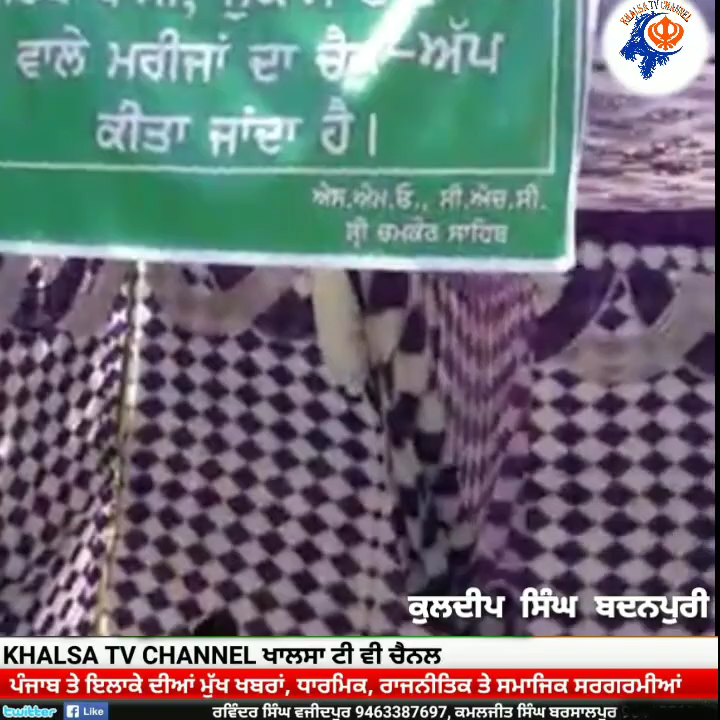 ਵਾਲੇ ਮਰੀਜਾਂ ਦਾ ਚੈਕ-ਅੱਪ
ਕੀਤਾ ਜਾਂਦਾ ਹੈ।
ਐਸ.ਐਮ.ਓ., ਸੀ.ਐਚ.ਸੀ.
ਸ੍ਰੀ ਚਮਕੌਰ ਸਾਹਿਬ
KHALSA TV CHANNEL
ਕੁਲਦੀਪ ਸਿੰਘ ਬਦਨਪੁਰੀ
KHALSA TV CHANNEL ਖਾਲਸਾ ਟੀ ਵੀ ਚੈਨਲ
ਪੰਜਾਬ ਤੇ ਇਲਾਕੇ ਦੀਆਂ ਮੁੱਖ ਖਬਰਾਂ, ਧਾਰਮਿਕ, ਰਾਜਨੀਤਿਕ ਤੇ ਸਮਾਜਿਕ ਸਰਗਰਮੀਆਂ
twitter f Like ਰਵਿੰਦਰ ਸਿੰਘ ਵਜੀਦਪੁਰ 9463387697, ਕਮਲਜੀਤ ਸਿੰਘ ਬਰਸਾਲਪੁਰ